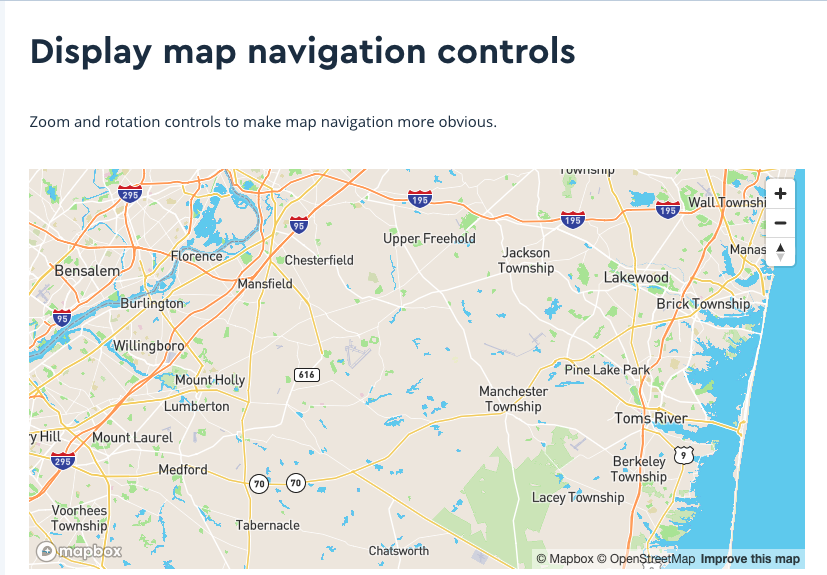 Display map navigation controls
Zoom and rotation controls to make map navigation more obvious.
Township
295
195
Wall Townshi
195
195
95
Upper Freehold
Florence
Chesterfield
Jackson
Township
Manas
Bensalem
Mansfield
Lakewood
Burlington
Brick Township
95
Willingboro
616
Pine Lake Park
Mount Holly
Lumberton
Manchester
Township
Toms River
y Hill
Mount Laurel
295
Medford
9
Berkeley
Township
70
70
Lacey Township
Voorhees
Township
Tabernacle
Chatsworth
mapbox
© Mapbox © OpenStreetMap Improve this map